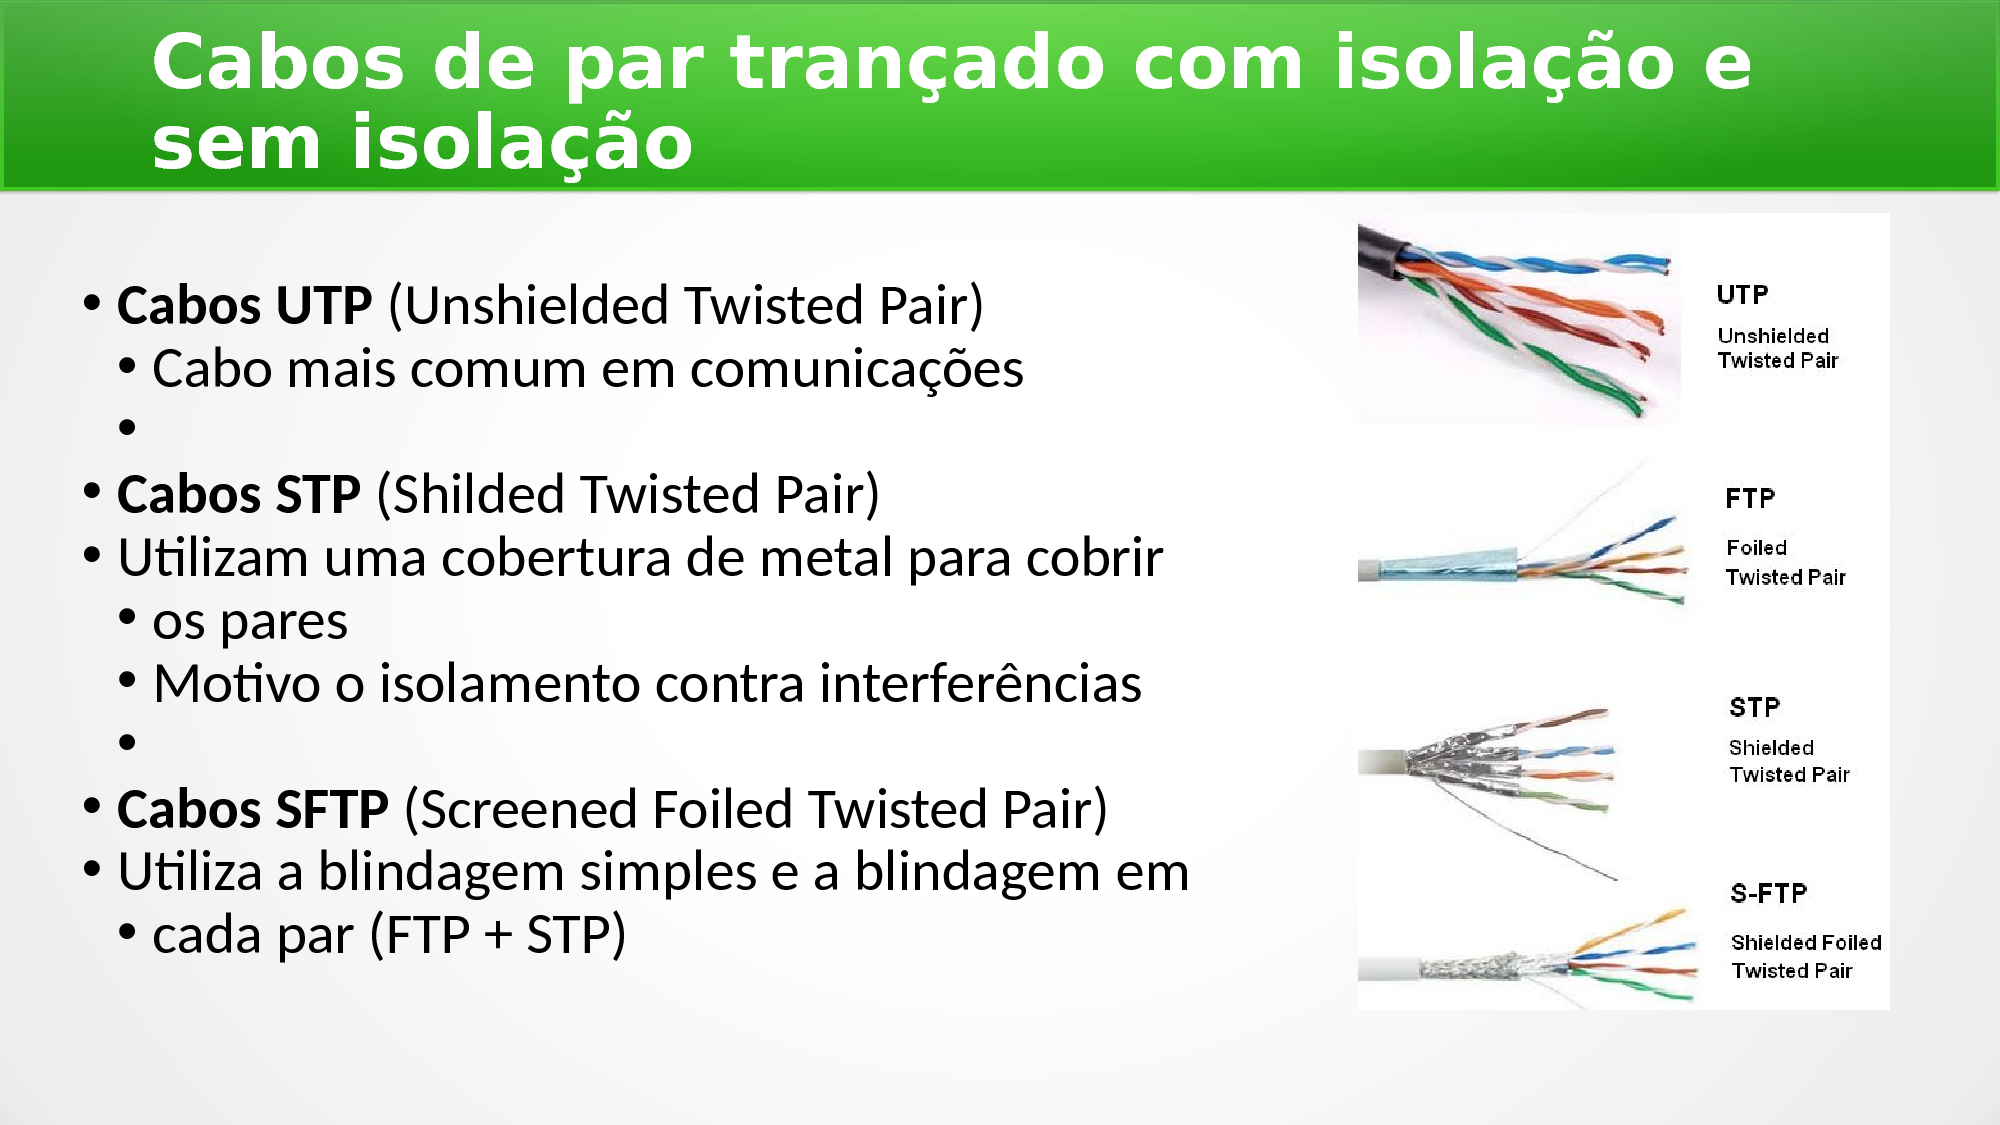 Cabos de par trançado com isolação e
sem isolação
• Cabos UTP (Unshielded Twisted Pair)
• Cabo mais comum em comunicações
•
• Cabos STP (Shilded Twisted Pair)
• Utilizam uma cobertura de metal para cobrir
• os pares
• Motivo o isolamento contra interferências
•
• Cabos SFTP (Screened Foiled Twisted Pair)
• Utiliza a blindagem simples e a blindagem em
• cada par (FTP + STP)
UTP
Unshielded
Twisted Pair
FTP
Foiled
Twisted Pair
STP
Shielded
Twisted Pair
S-FTP
Shielded Foiled
Twisted Pair